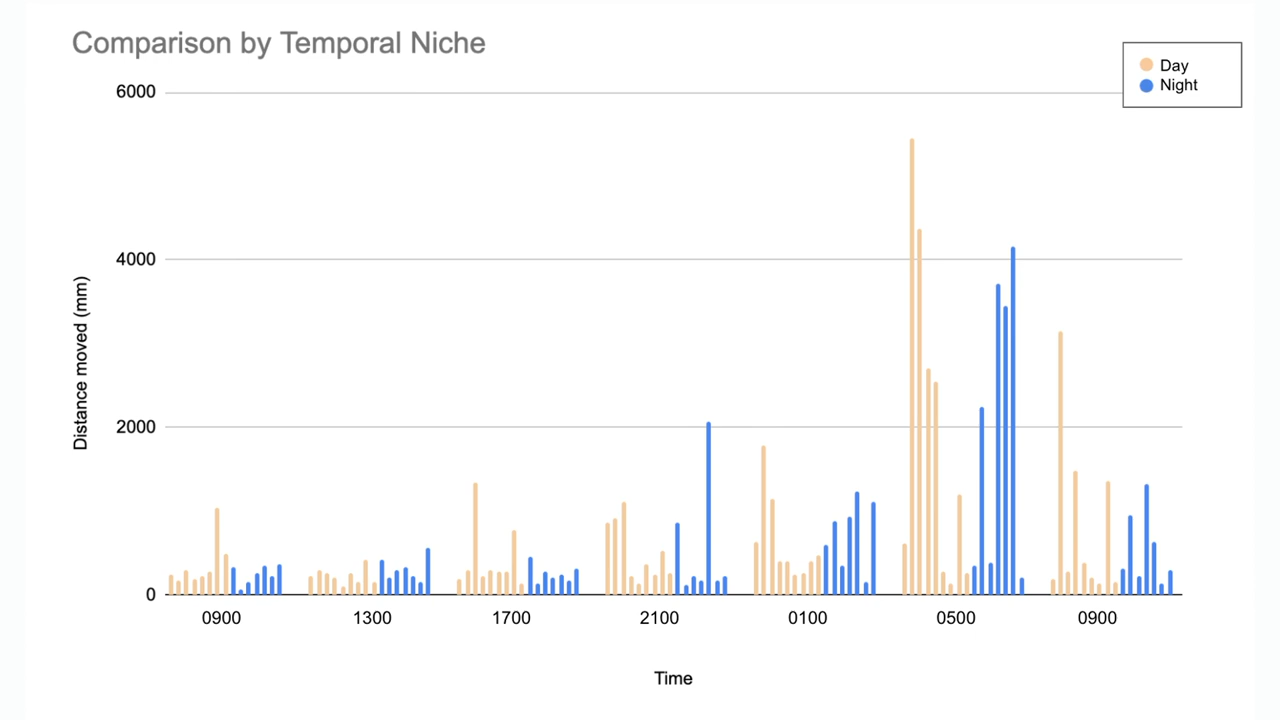 Comparison by Temporal Niche
Day
Night
6000
4000
2000
0
Distance moved (mm)
0900 1300 1700 2100 0100 0500 0900
Time